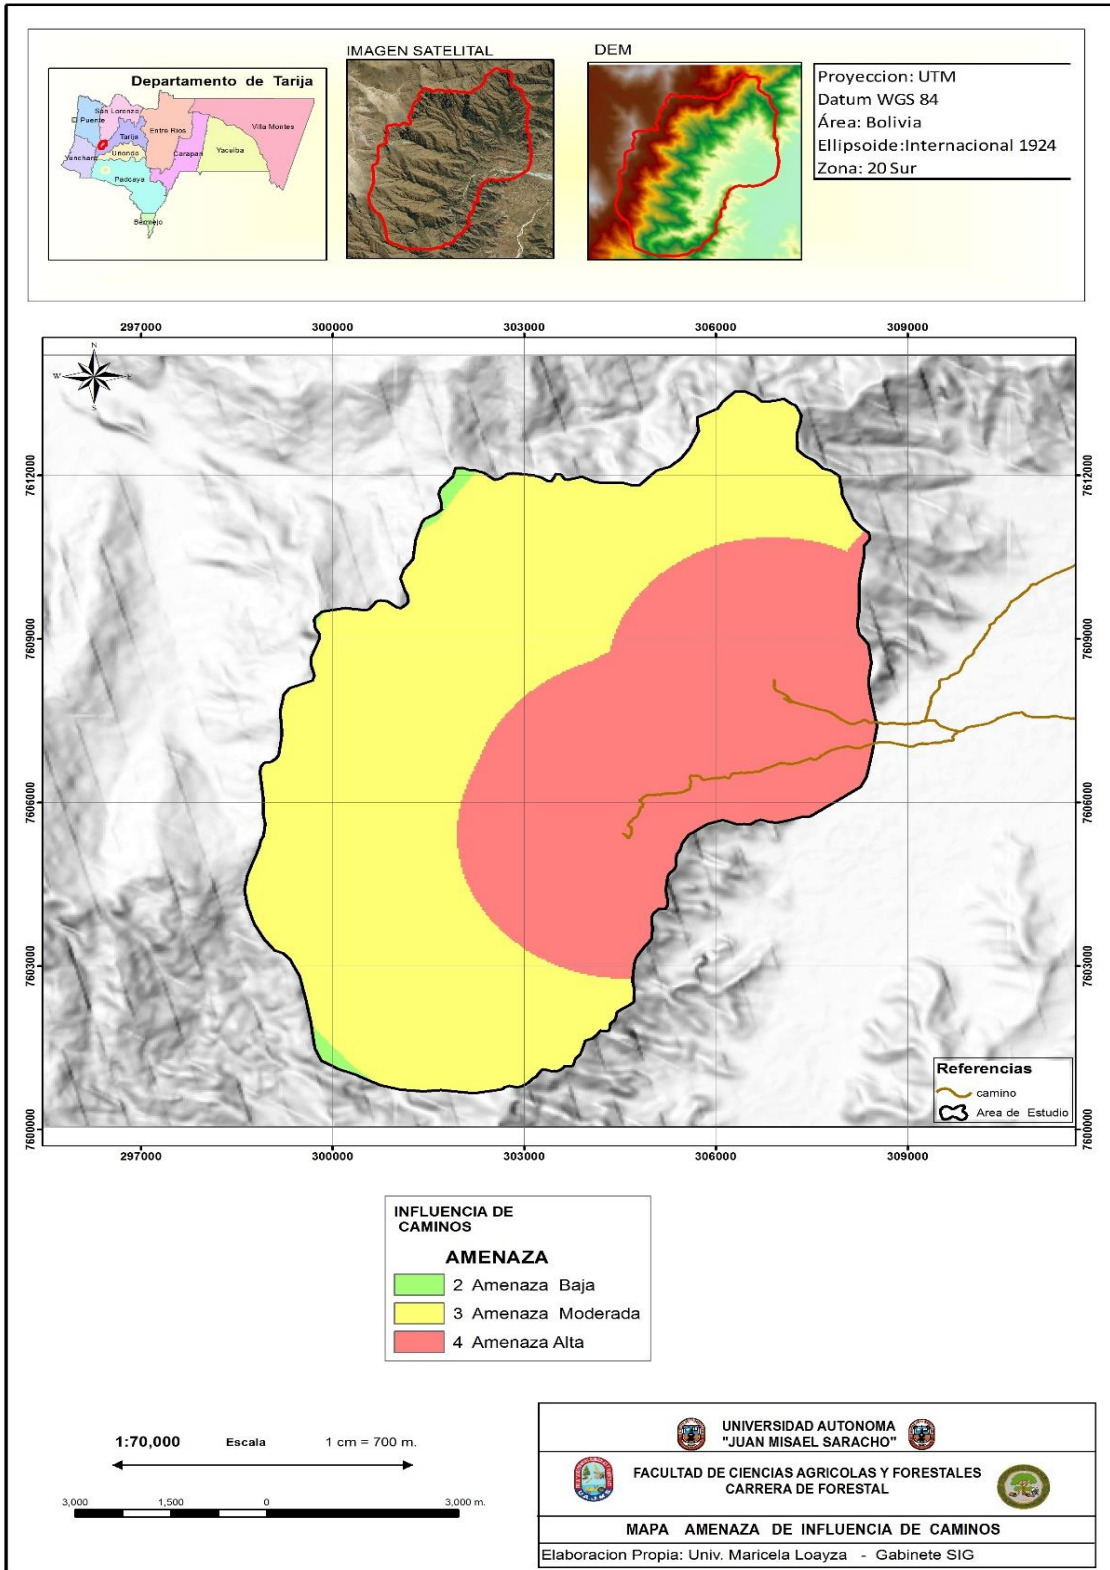 Departamento de Tarija
San Lorenzo
El Puente
Entre Rios
Villa Montes
Tarija
Uriondo
Yunchara
Carapari
Yacuiba
Padcaya
Bermejo
IMAGEN SATELITAL
DEM
Proyeccion: UTM
Datum WGS 84
Área: Bolivia
Ellipsoide:Internacional 1924
Zona: 20 Sur
297000 300000 303000 306000 309000
N
W E
S
7612000 7612000
7609000 7609000
7606000 7606000
7603000 7603000
7600000 7600000
Referencias
camino
Area de Estudio
297000 300000 303000 306000 309000
INFLUENCIA DE
CAMINOS
AMENAZA
2 Amenaza Baja
3 Amenaza Moderada
4 Amenaza Alta
1:70,000 Escala 1 cm = 700 m.
3,000 1,500 0 3,000 m.
UNIVERSIDAD AUTONOMA
"JUAN MISAEL SARACHO"
FACULTAD DE CIENCIAS AGRICOLAS Y FORESTALES
CARRERA DE FORESTAL
MAPA AMENAZA DE INFLUENCIA DE CAMINOS
Elaboracion Propia: Univ. Maricela Loayza - Gabinete SIG